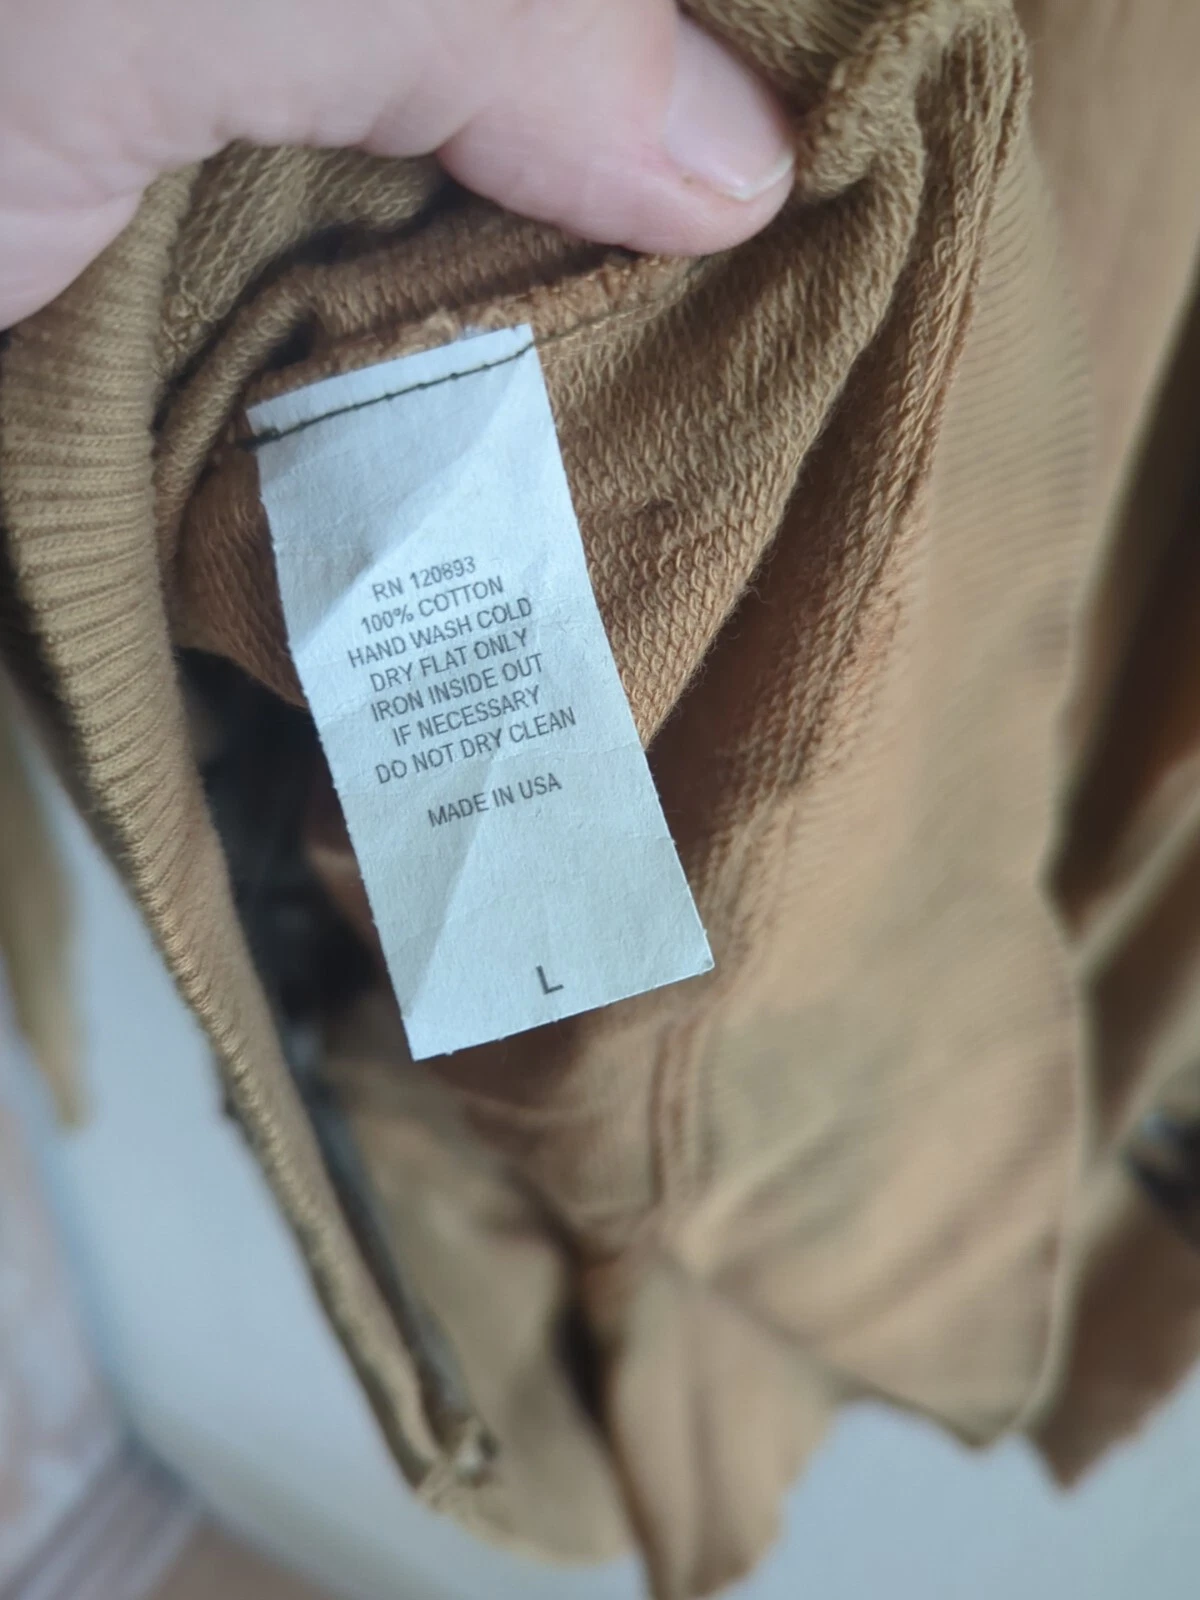 RN 120893
100% COTTON
HAND WASH COLD
DRY FLAT ONLY
IRON INSIDE OUT
IF NECESSARY
DO NOT DRY CLEAN
MADE IN USA
L